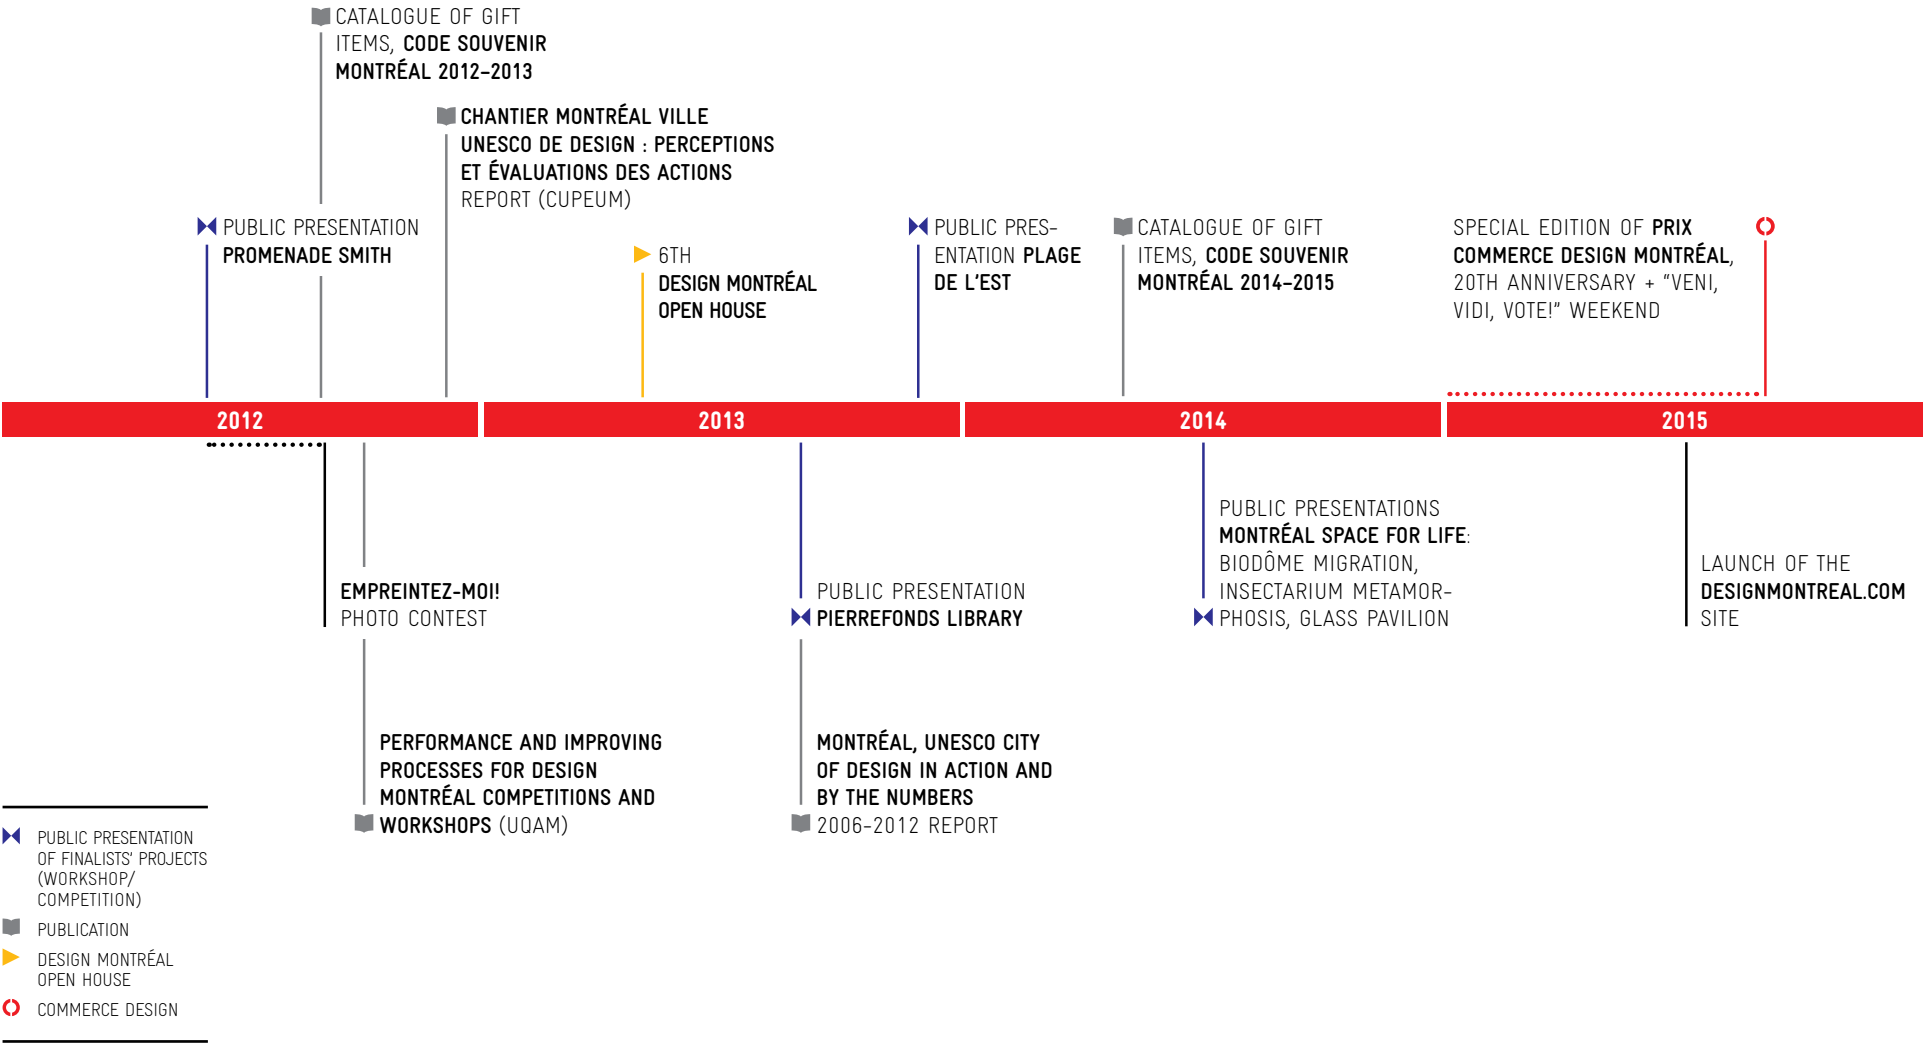 CATALOGUE OF GIFT
ITEMS, CODE SOUVENIR
MONTRÉAL 2012–2013
CHANTIER MONTRÉAL VILLE
UNESCO DE DESIGN : PERCEPTIONS
ET ÉVALUATIONS DES ACTIONS
REPORT (CUPEUM)
PUBLIC PRESENTATION
PROMENADE SMITH
6TH
DESIGN MONTRÉAL
OPEN HOUSE
PUBLIC PRES-
ENTATION PLAGE
DE L'EST
CATALOGUE OF GIFT
ITEMS, CODE SOUVENIR
MONTRÉAL 2014–2015
SPECIAL EDITION OF PRIX
COMMERCE DESIGN MONTRÉAL,
20TH ANNIVERSARY + “VENI,
VIDI, VOTE!” WEEKEND
2012
2013
2014
2015
EMPREINTEZ-MOI!
PHOTO CONTEST
PERFORMANCE AND IMPROVING
PROCESSES FOR DESIGN
MONTRÉAL COMPETITIONS AND
WORKSHOPS (UQAM)
PUBLIC PRESENTATION
PIERREFONDS LIBRARY
MONTRÉAL, UNESCO CITY
OF DESIGN IN ACTION AND
BY THE NUMBERS
2006-2012 REPORT
PUBLIC PRESENTATIONS
MONTRÉAL SPACE FOR LIFE:
BIODÔME MIGRATION,
INSECTARIUM METAMOR-
PHOSIS, GLASS PAVILION
LAUNCH OF THE
DESIGNMONTREAL.COM
SITE
PUBLIC PRESENTATION
OF FINALISTS' PROJECTS
(WORKSHOP/
COMPETITION)
PUBLICATION
DESIGN MONTRÉAL
OPEN HOUSE
COMMERCE DESIGN